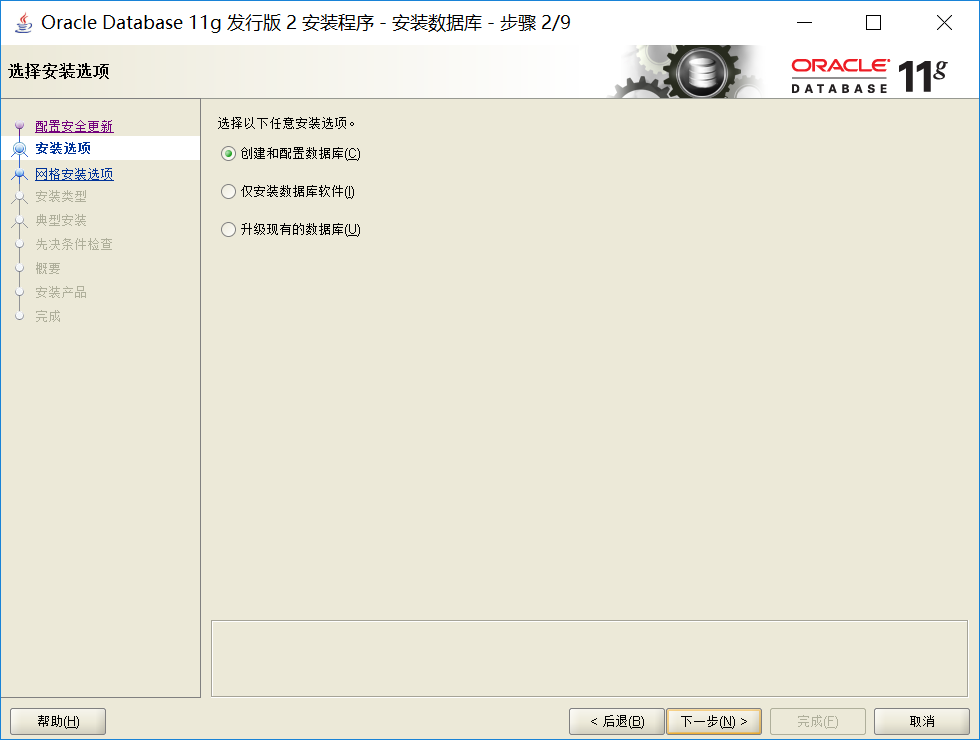 Oracle Database 11g 发行版 2 安装程序 - 安装数据库 - 步骤 2/9
选择安装选项
ORACLE
DATABASE
11g
配置安全更新
安装选项
网格安装选项
安装类型
典型安装
先决条件检查
概要
安装产品
完成
选择以下任意安装选项。
创建和配置数据库(C)
仅安装数据库软件(I)
升级现有的数据库(U)
帮助(H)
< 后退(B)
下一步(N) >
完成(F)
取消